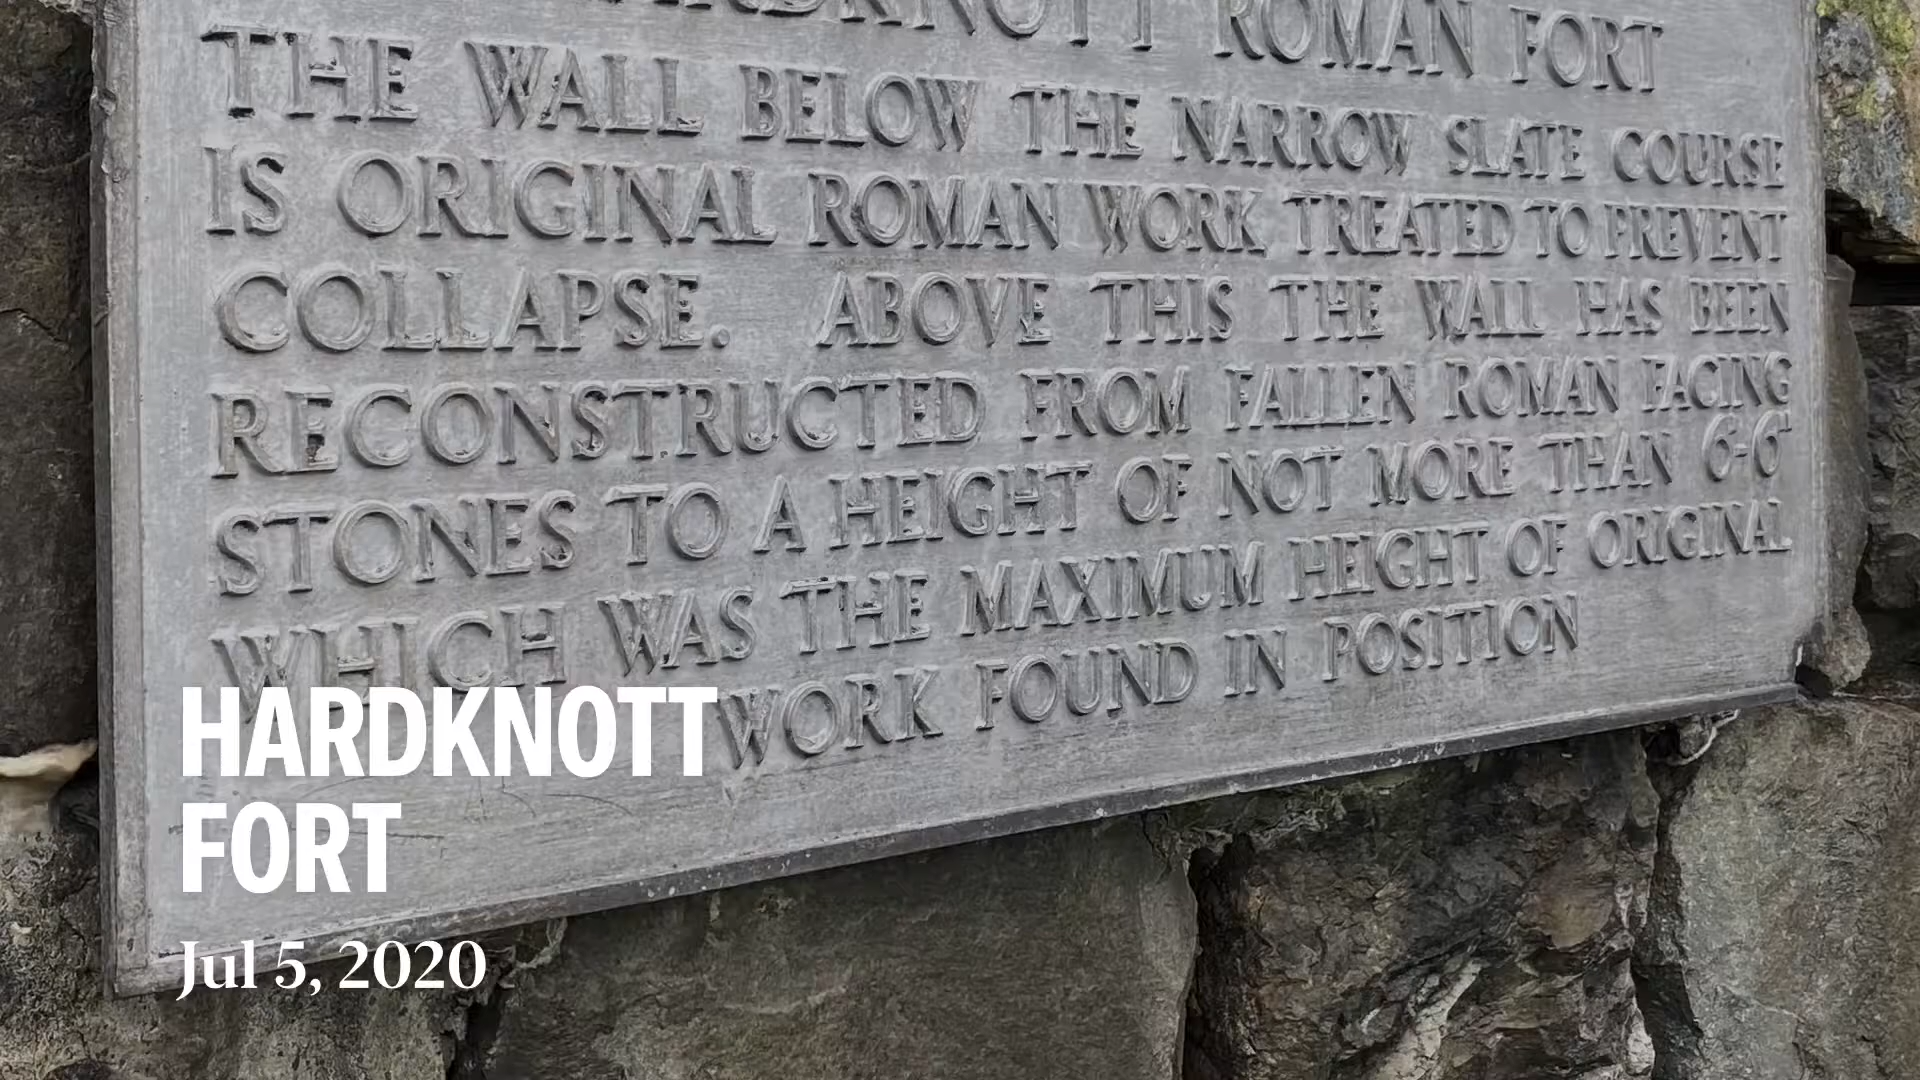 HARDKNOTT ROMAN FORT
THE WALL BELOW THE NARROW SLATE COURSE
IS ORIGINAL ROMAN WORK TREATED TO PREVENT
COLLAPSE. ABOVE THIS THE WALL HAS BEEN
RECONSTRUCTED FROM FALLEN ROMAN FACING
STONES TO A HEIGHT OF NOT MORE THAN 6-6"
WHICH WAS THE MAXIMUM HEIGHT OF ORIGINAL
WORK FOUND IN POSITION
HARDKNOTT
FORT
Jul 5, 2020